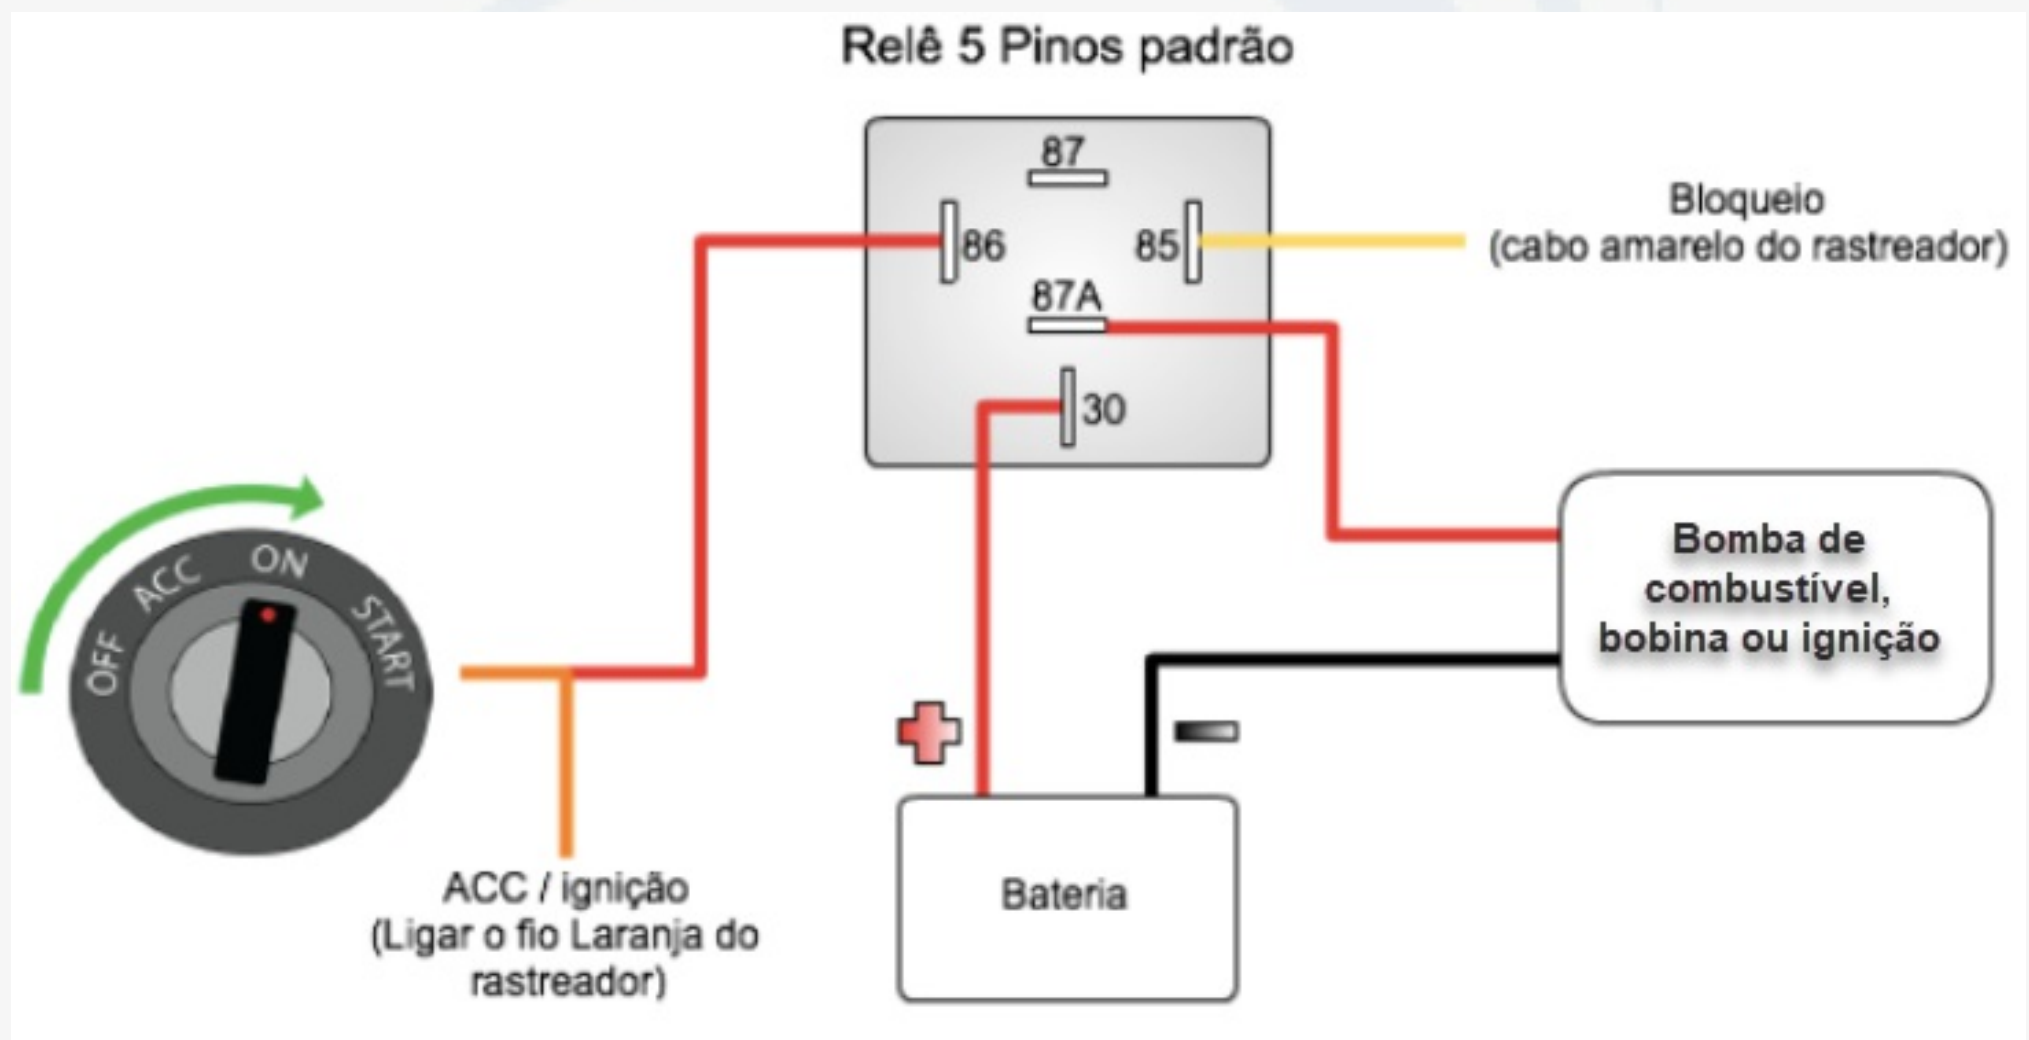 Relê 5 Pinos padrão
87
86
85
87A
30
Bloqueio
(cabo amarelo do rastreador)
OFF
ACC
ON
START
Bomba de
combustível,
bobina ou ignição
ACC / ignição
(Ligar o fio Laranja do
rastreador)
Bateria